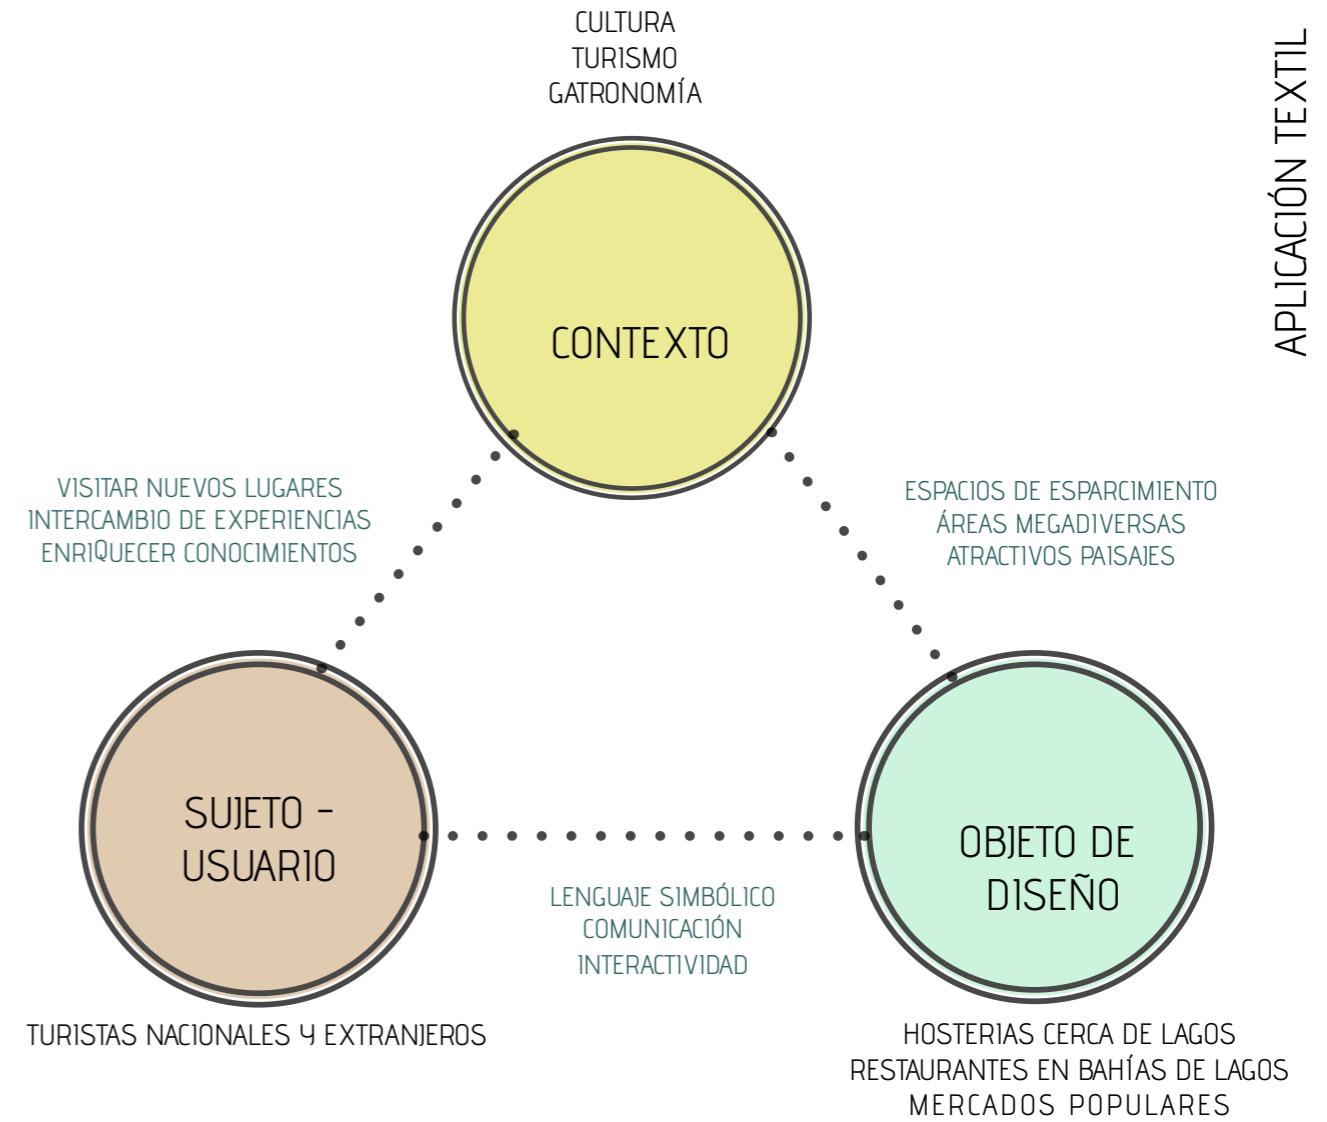 CULTURA
TURISMO
GATRONOMÍA
APLICACIÓN TEXTIL
CONTEXTO
VISITAR NUEVOS LUGARES
INTERCAMBIO DE EXPERIENCIAS
ENRIQUECER CONOCIMIENTOS
ESPACIOS DE ESPARCIMIENTO
ÁREAS MEGADIVERSAS
ATRACTIVOS PAISAJES
SUJETO -
USUARIO
OBJETO DE
DISEÑO
LENGUAJE SIMBÓLICO
COMUNICACIÓN
INTERACTIVIDAD
TURISTAS NACIONALES Y EXTRANJEROS
HOSTERIAS CERCA DE LAGOS
RESTAURANTES EN BAHÍAS DE LAGOS
MERCADOS POPULARES